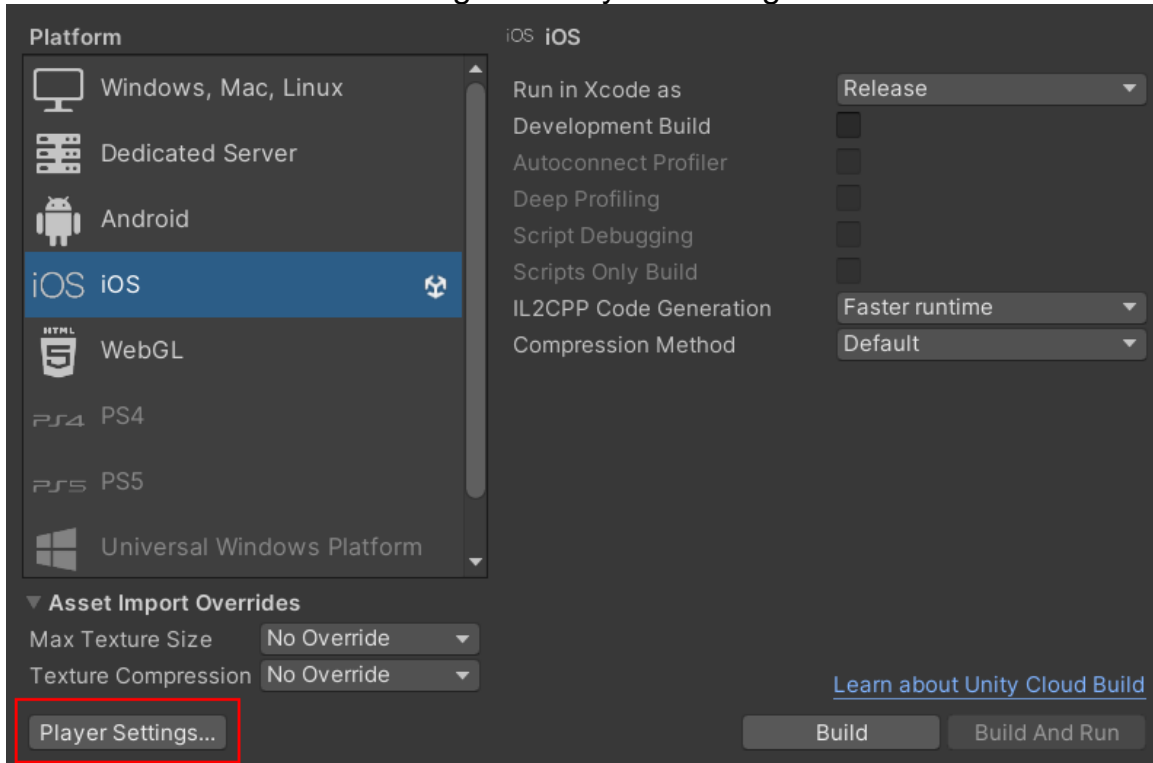 Platform
Windows, Mac, Linux
Dedicated Server
Android
iOS iOS
HTML
5
WebGL
PS4 PS4
PS5 PS5
Universal Windows Platform
Asset Import Overrides
Max Texture Size No Override
Texture Compression No Override
Player Settings...
iOS iOS
Run in Xcode as Release
Development Build
Autoconnect Profiler
Deep Profiling
Script Debugging
Scripts Only Build
IL2CPP Code Generation Faster runtime
Compression Method Default
Learn about Unity Cloud Build
Build Build And Run